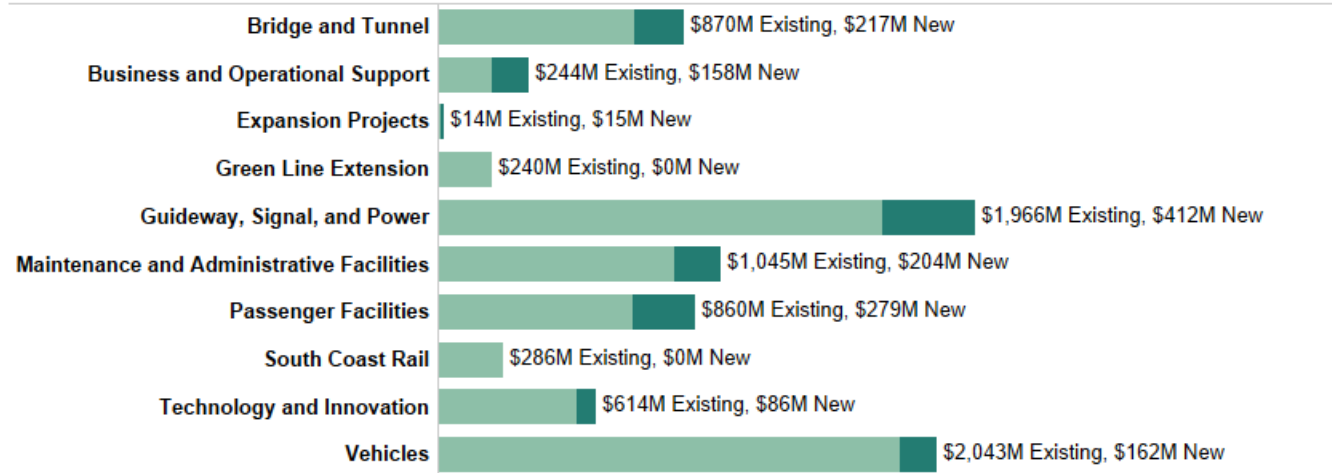 Bridge and Tunnel $870M Existing, $217M New
Business and Operational Support $244M Existing, $158M New
Expansion Projects $14M Existing, $15M New
Green Line Extension $240M Existing, $0M New
Guideway, Signal, and Power $1,966M Existing, $412M New
Maintenance and Administrative Facilities $1,045M Existing, $204M New
Passenger Facilities $860M Existing, $279M New
South Coast Rail $286M Existing, $0M New
Technology and Innovation $614M Existing, $86M New
Vehicles $2,043M Existing, $162M New